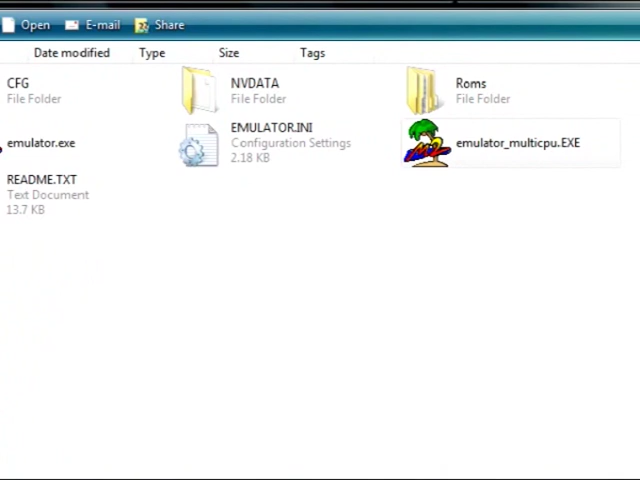 Open E-mail Share
Date modified Type Size Tags
CFG
File Folder
NVDATA
File Folder
Roms
File Folder
emulator.exe
EMULATOR.INI
Configuration Settings
2.18 KB
M2
emulator_multicpu.EXE
README.TXT
Text Document
13.7 KB